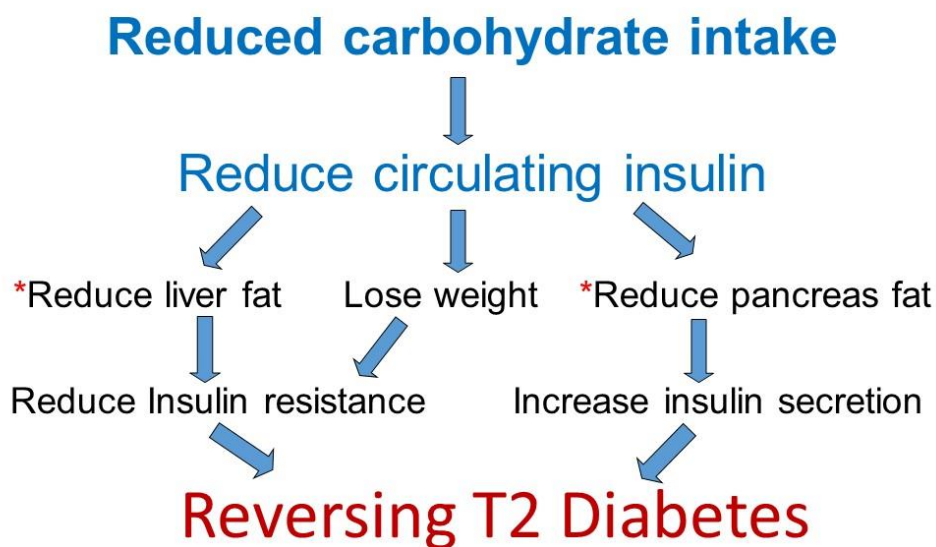 Reduced carbohydrate intake
Reduce circulating insulin
*Reduce liver fat
Lose weight
*Reduce pancreas fat
Reduce Insulin resistance
Increase insulin secretion
Reversing T2 Diabetes